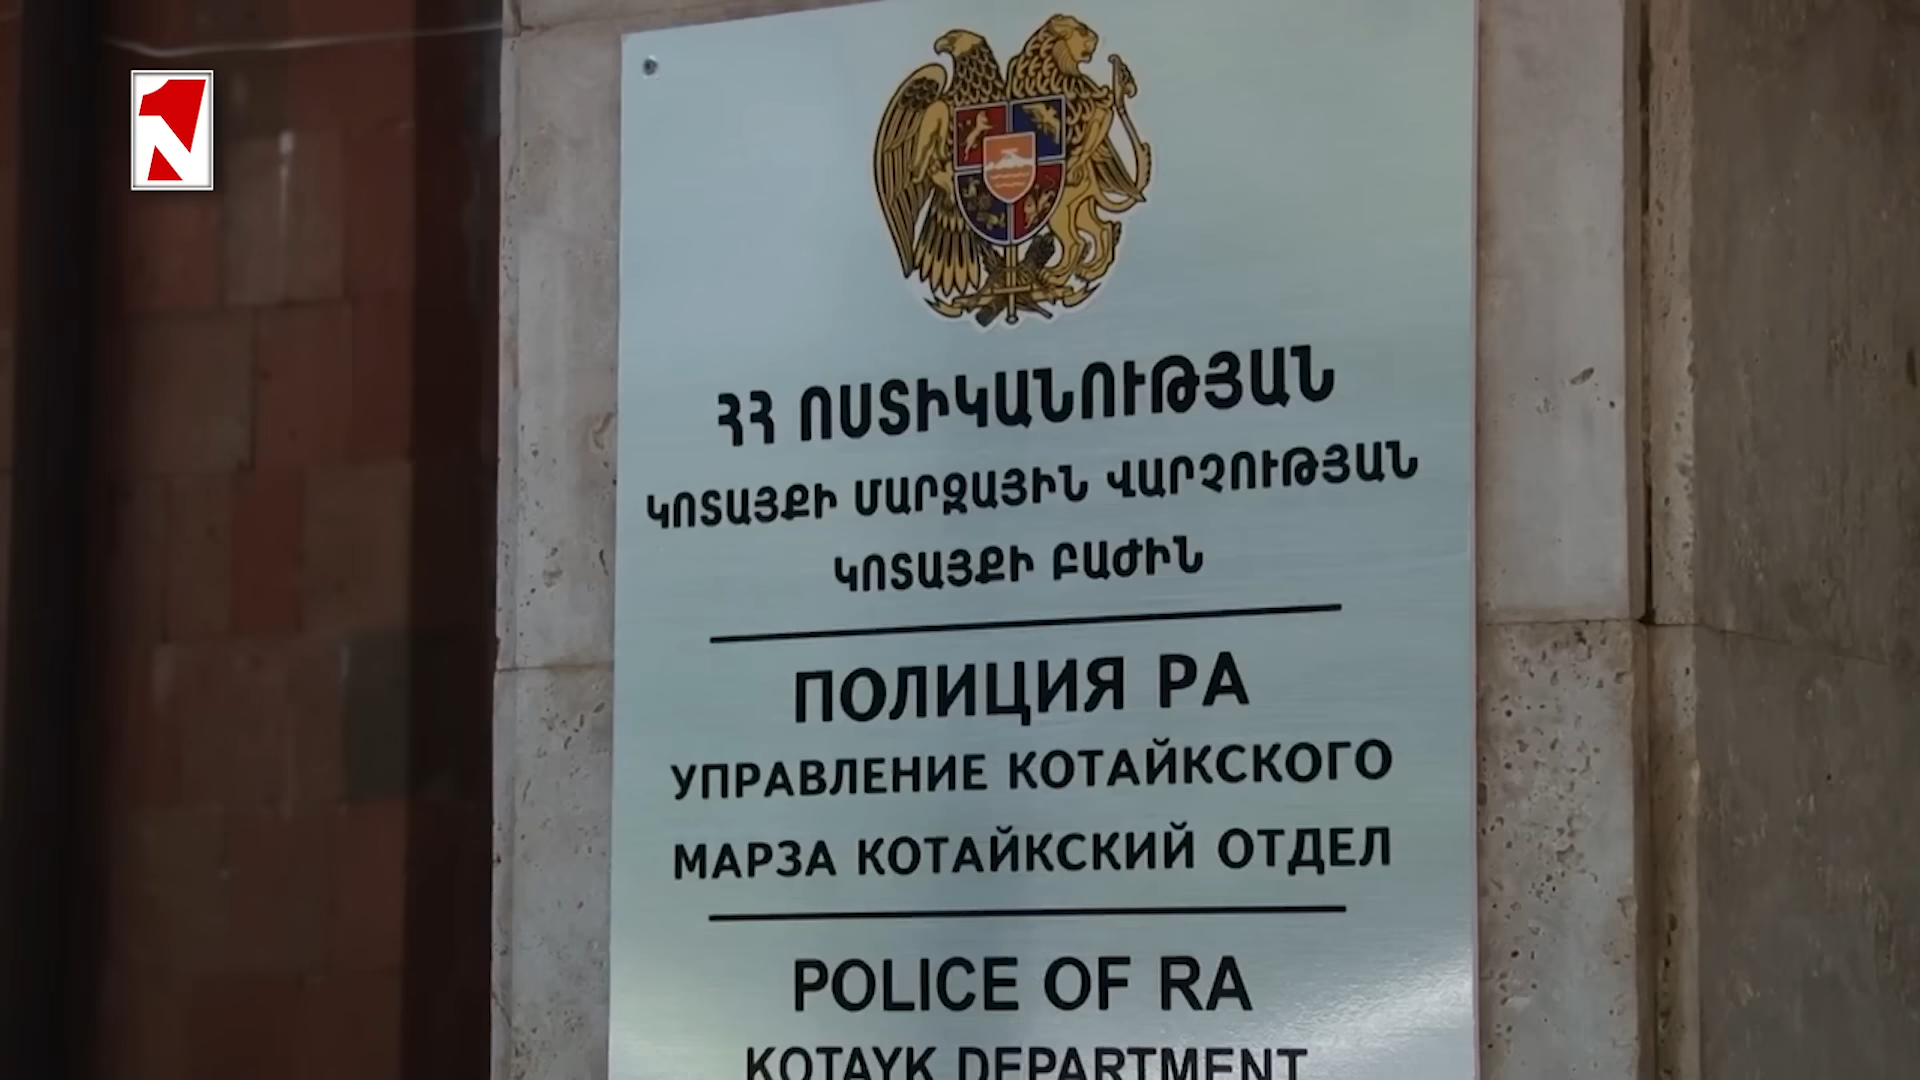 1N
ՀՀ ՈՍՏԻԿԱՆՈՒԹՅԱՆ
ԿՈՏԱՅՔԻ ՄԱՐԶԱՅԻՆ ՎԱՐՉՈՒԹՅԱՆ
ԿՈՏԱՅՔԻ ԲԱԺԻՆ
ПОЛИЦИЯ РА
УПРАВЛЕНИЕ КОТАЙКСКОГО
МАРЗА КОТАЙКСКИЙ ОТДЕЛ
POLICE OF RA
KOTAYK DEPARTMENT